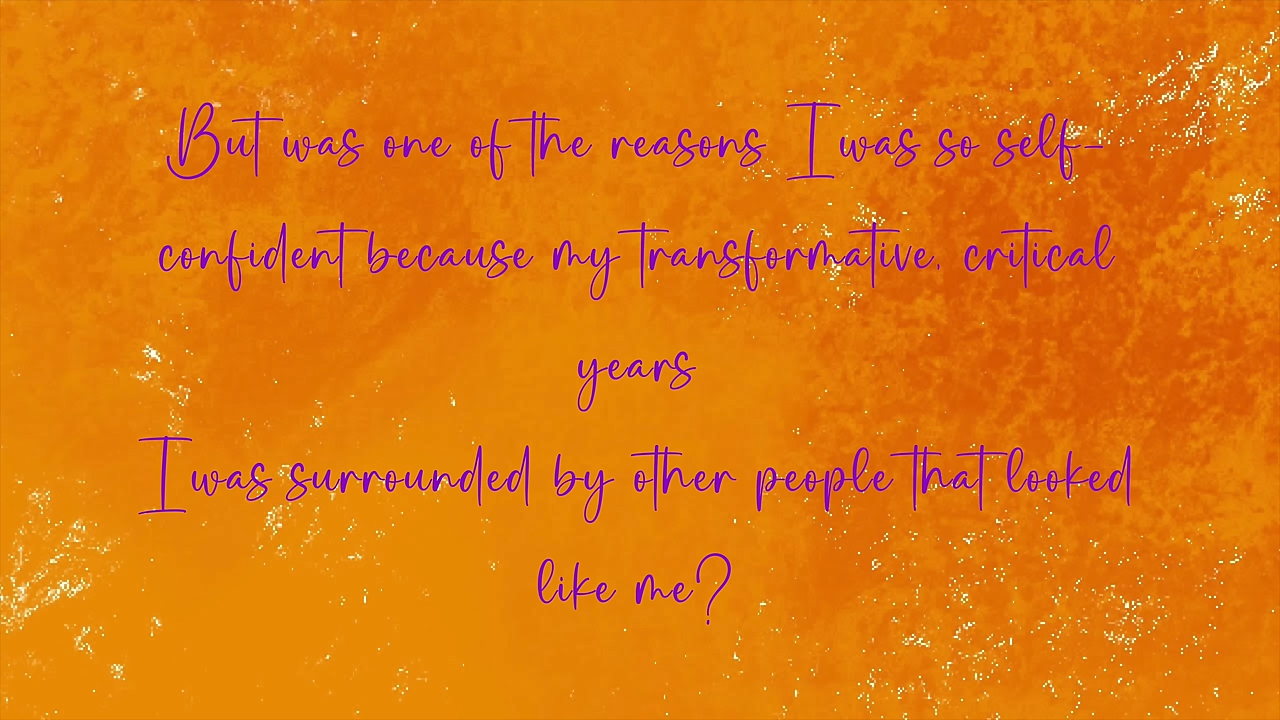 But was one of the reasons I was so self-
confident because my transformative, critical
years
I was surrounded by other people that looked
like me?